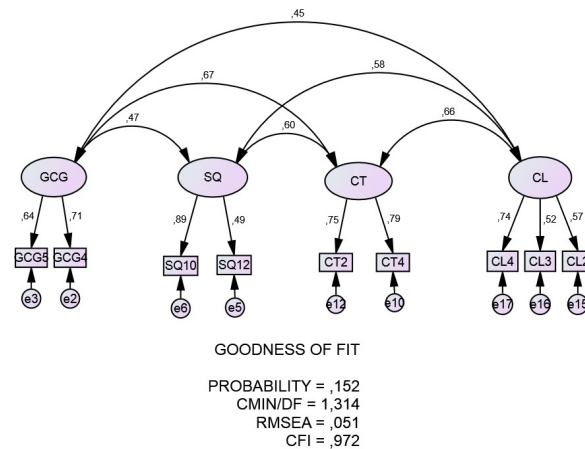 ,45
,67
,58
,47
,60
,66
GCG SQ CT CL
,64 ,71 ,89 ,49 ,75 ,79 ,74 ,52 ,57
GCG5 GCG4 SQ10 SQ12 CT2 CT4 CL4 CL3 CL2
e3 e2 e6 e5 e12 e10 e17 e16 e15
GOODNESS OF FIT
PROBABILITY = ,152
CMIN/DF = 1,314
RMSEA = ,051
CFI = ,972